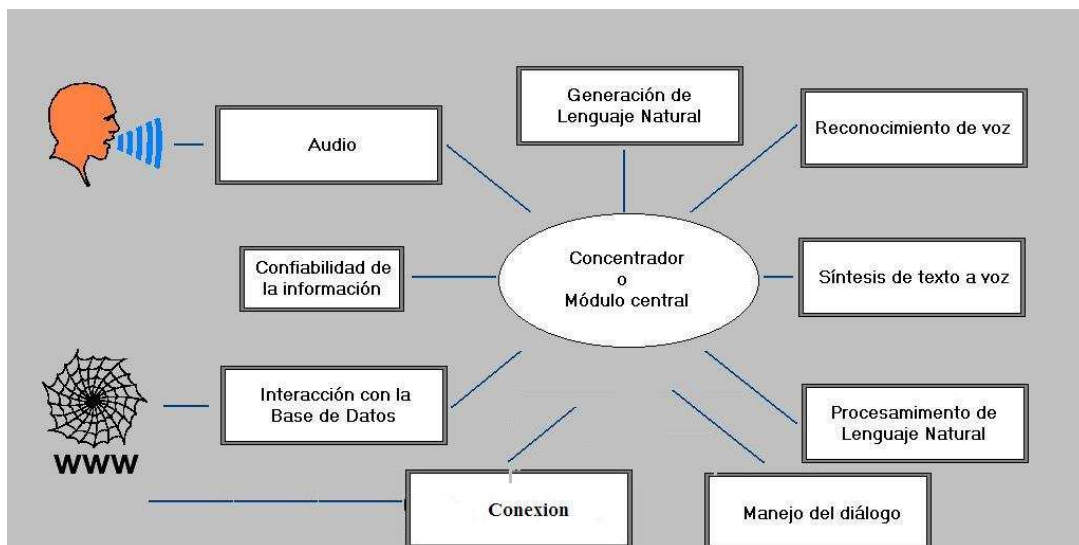 Generación de
Lenguaje Natural
Reconocimiento de voz
Audio
Confiabilidad de
la información
Concentrador
o
Módulo central
Síntesis de texto a voz
Interacción con la
Base de Datos
WWW
Procesamimento de
Lenguaje Natural
Conexion
Manejo del diálogo